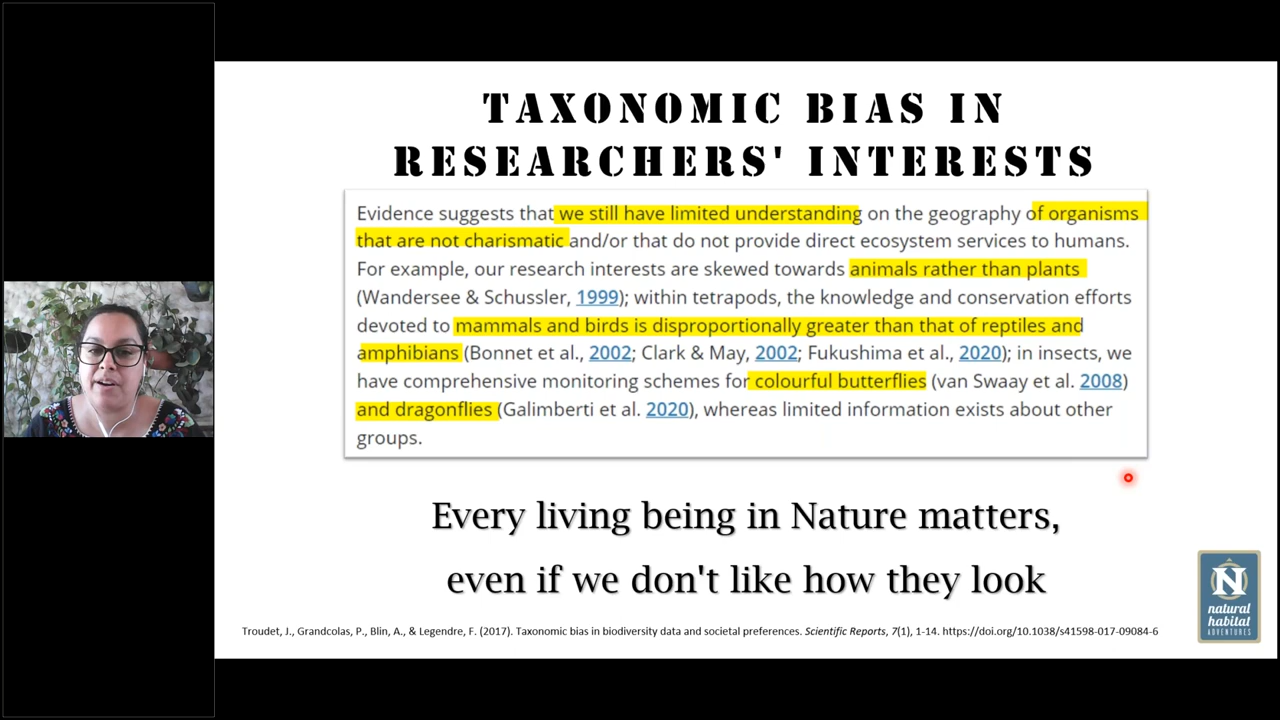 TAXONOMIC BIAS IN
RESEARCHERS' INTERESTS
Evidence suggests that we still have limited understanding on the geography of organisms
that are not charismatic and/or that do not provide direct ecosystem services to humans.
For example, our research interests are skewed towards animals rather than plants
(Wandersee & Schussler, 1999); within tetrapods, the knowledge and conservation efforts
devoted to mammals and birds is disproportionally greater than that of reptiles and
amphibians (Bonnet et al., 2002; Clark & May, 2002; Fukushima et al., 2020); in insects, we
have comprehensive monitoring schemes for colourful butterflies (van Swaay et al. 2008)
and dragonflies (Galimberti et al. 2020), whereas limited information exists about other
groups.
Every living being in Nature matters,
even if we don't like how they look
Troudet, J., Grandcolas, P., Blin, A., & Legendre, F. (2017). Taxonomic bias in biodiversity data and societal preferences. Scientific Reports, 7(1), 1-14. https://doi.org/10.1038/s41598-017-09084-6
N
natural
habitat
ADVENTURES